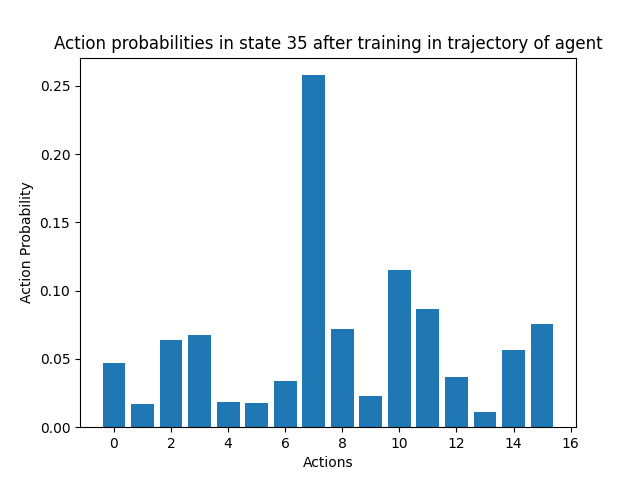 Action probabilities in state 35 after training in trajectory of agent
0.25
0.20
0.15
0.10
0.05
0.00
Action Probability
0 2 4 6 8 10 12 14 16
Actions